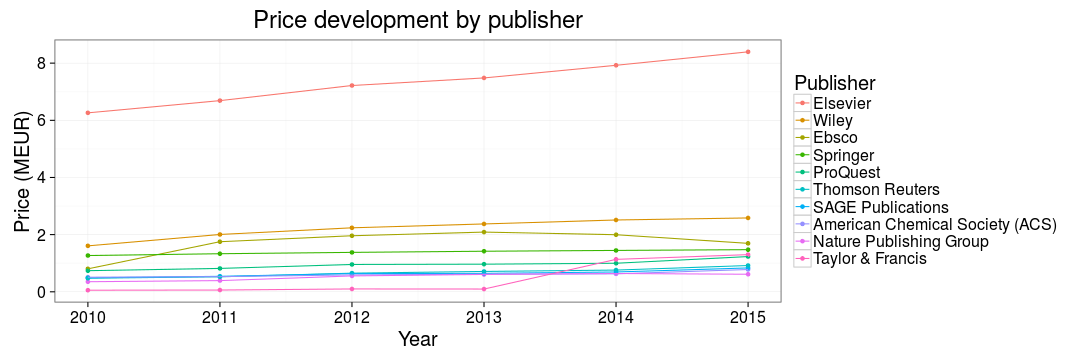 Price development by publisher
Price (MEUR)
8
6
4
2
0
2010 2011 2012 2013 2014 2015
Year
Publisher
Elsevier
Wiley
Ebsco
Springer
ProQuest
Thomson Reuters
SAGE Publications
American Chemical Society (ACS)
Nature Publishing Group
Taylor & Francis